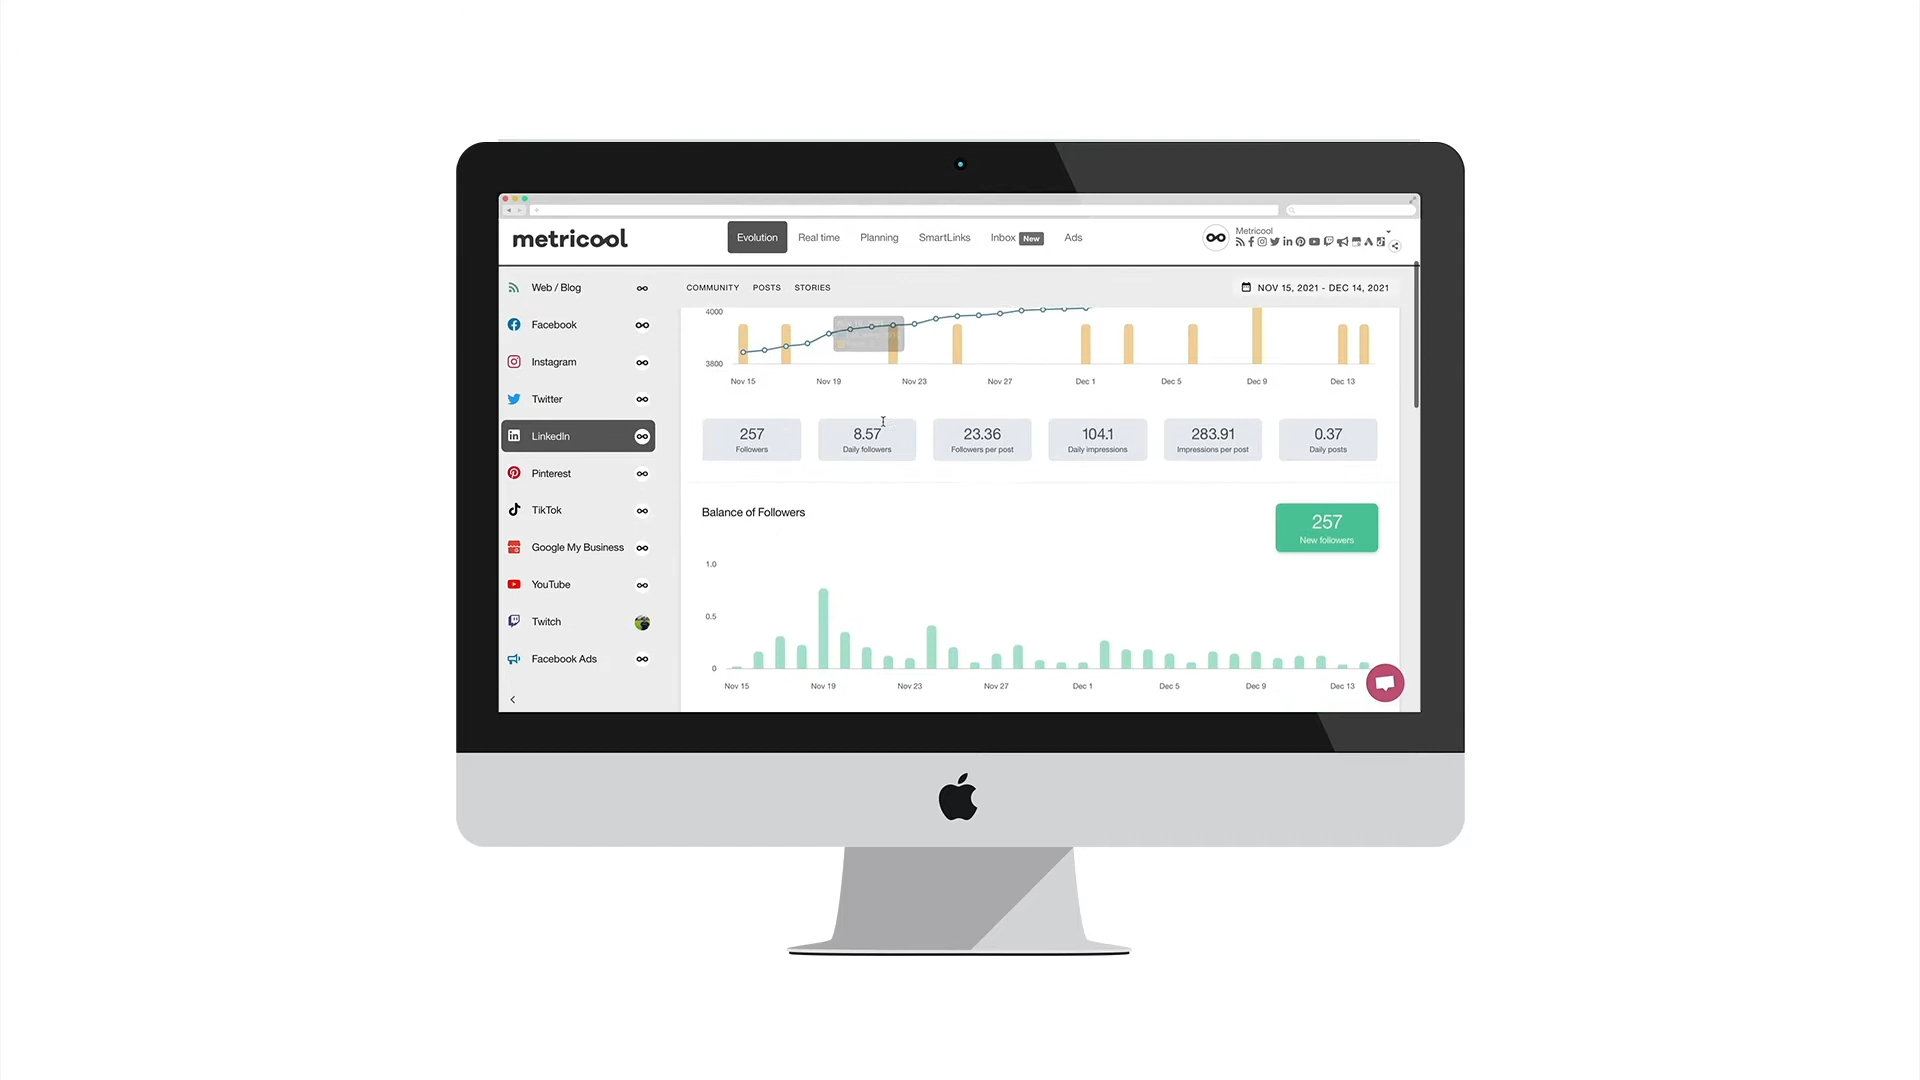 metricool
Evolution
Real time
Planning
SmartLinks
Inbox New
Ads
Metricool
Web / Blog
Facebook
Instagram
Twitter
LinkedIn
Pinterest
TikTok
Google My Business
YouTube
Twitch
Facebook Ads
COMMUNITY POSTS STORIES
NOV 15, 2021 - DEC 14, 2021
4000
3800
Nov 15 Nov 19 Nov 23 Nov 27 Dec 1 Dec 5 Dec 9 Dec 13
257
Followers
8.57
Daily followers
23.36
Followers per post
104.1
Daily impressions
283.91
Impressions per post
0.37
Daily posts
Balance of Followers
257
New followers
1.0
0.5
0
Nov 15 Nov 19 Nov 23 Nov 27 Dec 1 Dec 5 Dec 9 Dec 13